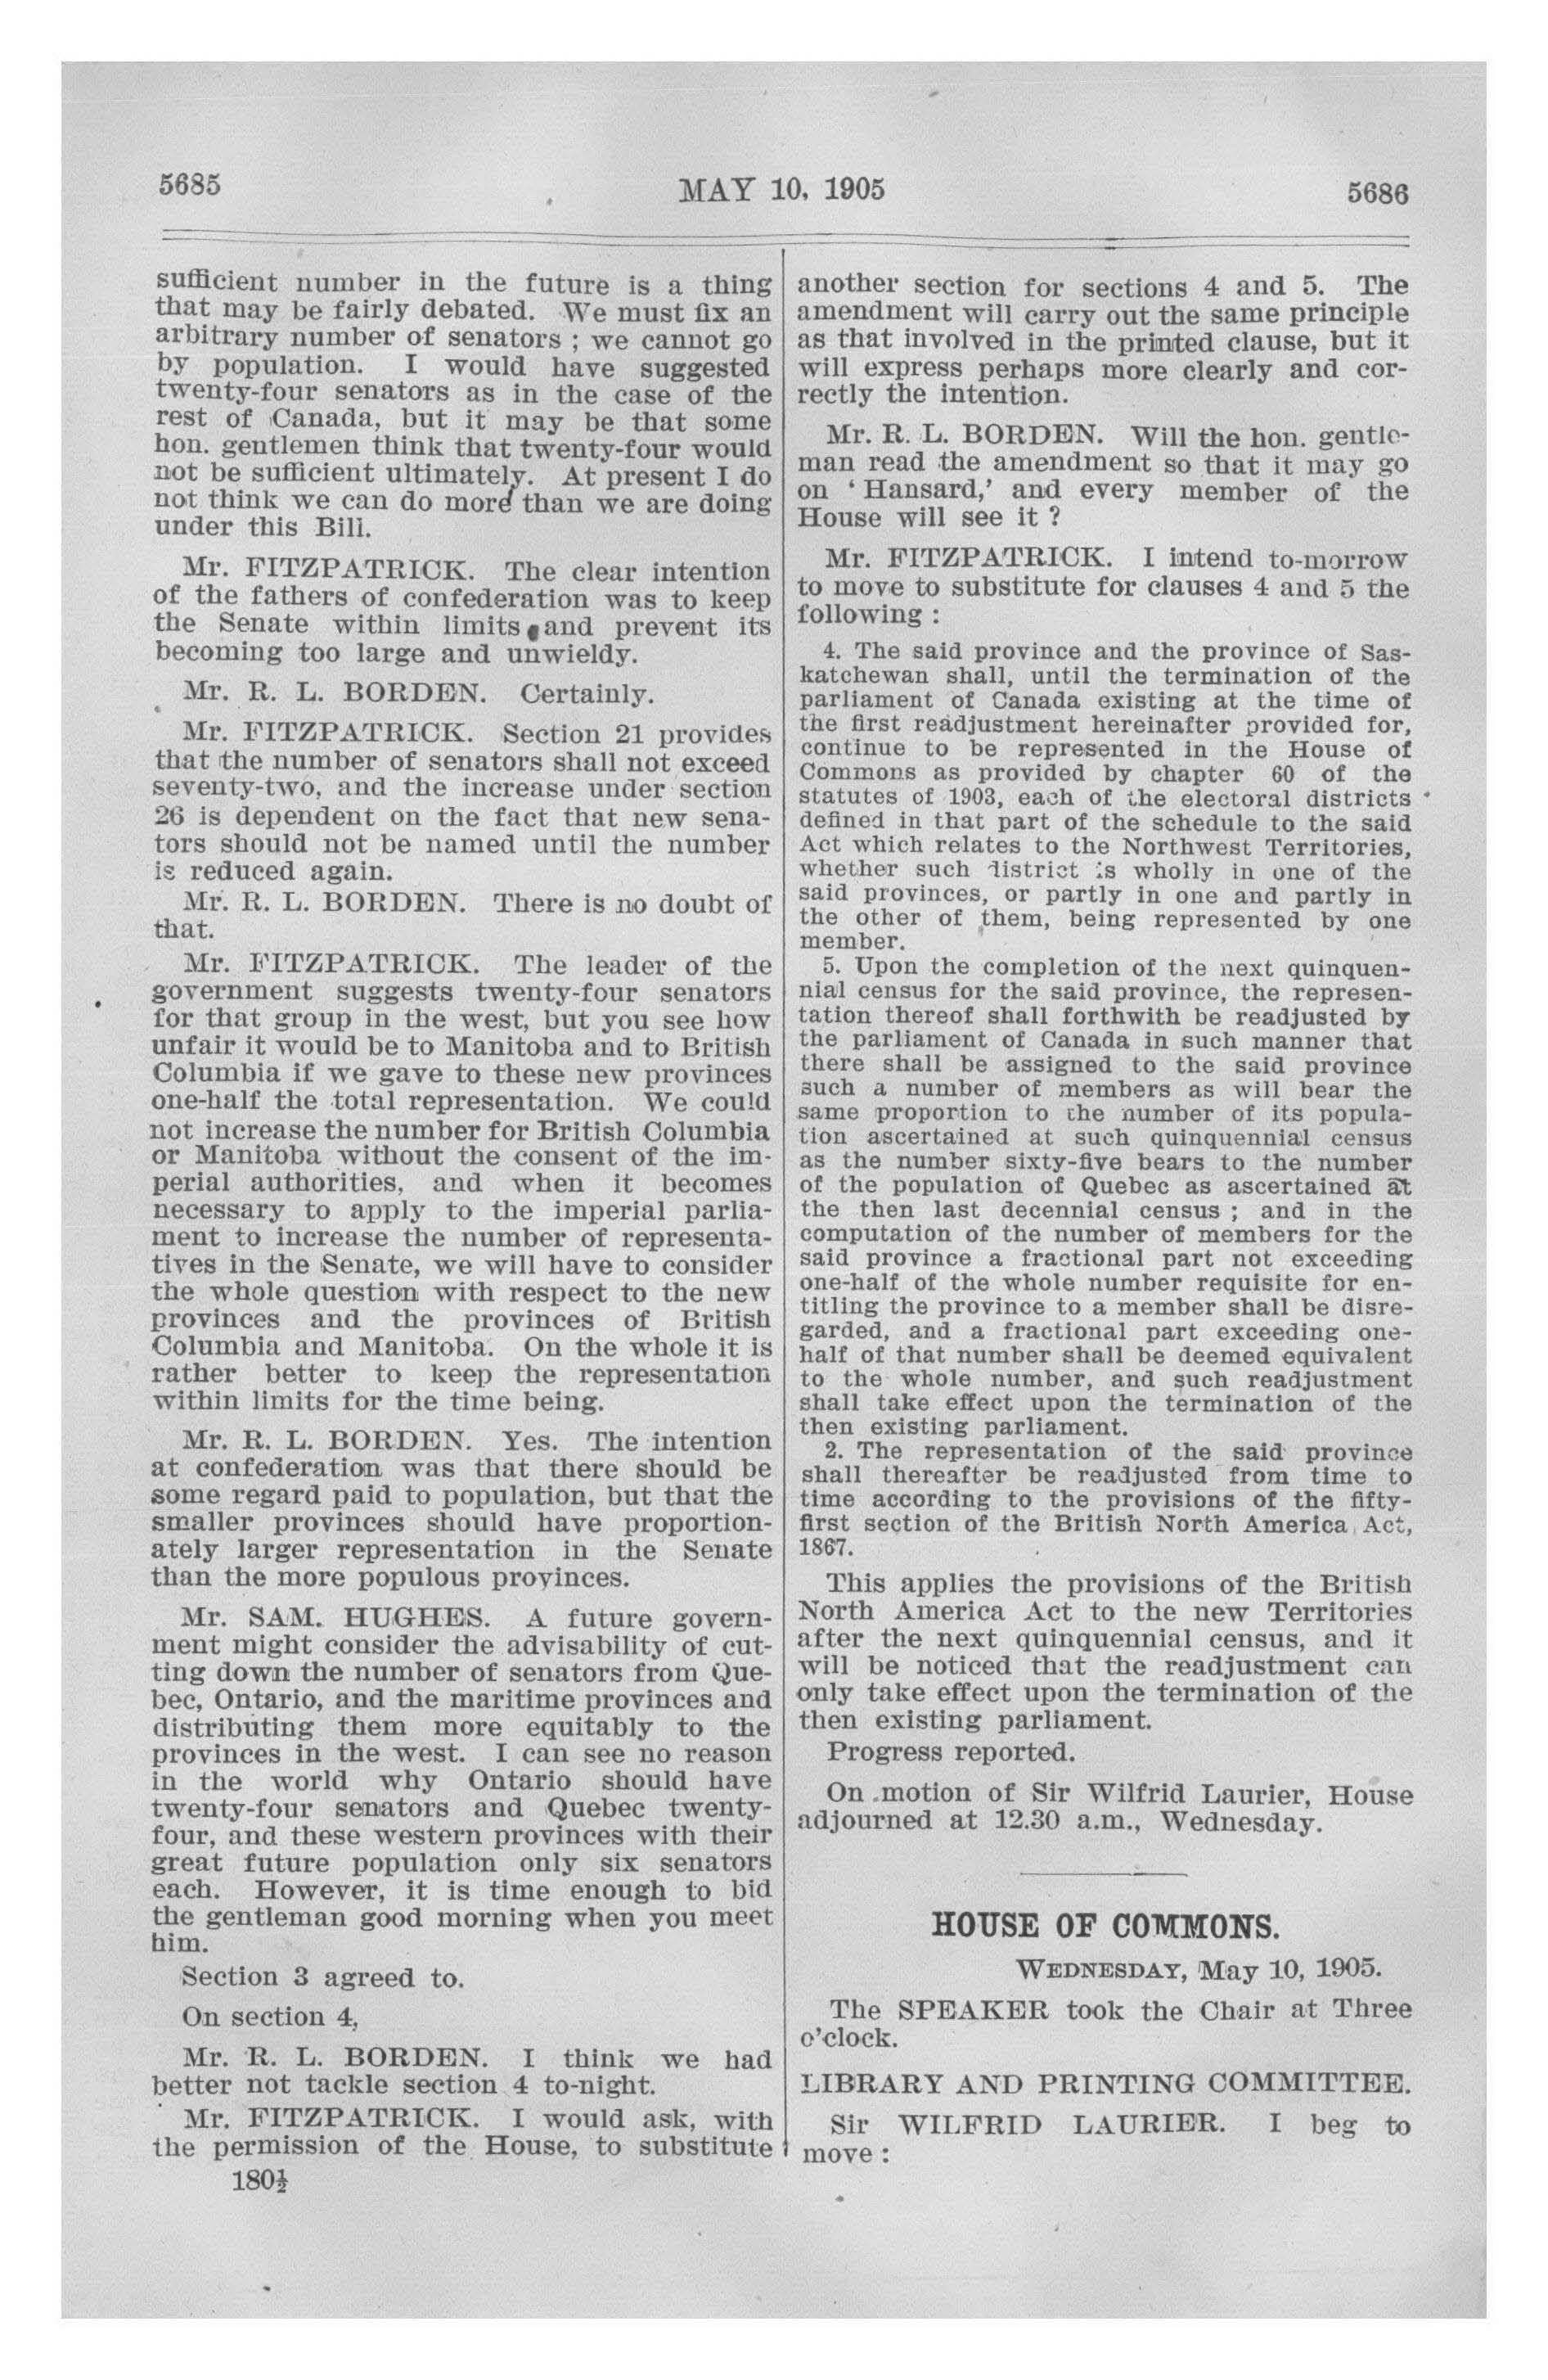 5685
MAY 10, 1905
5686
sufficient number in the future is a thing
that may be fairly debated. We must fix an
arbitrary number of senators ; we cannot go
by population. I would have suggested
twenty-four senators as in the case of the
rest of Canada, but it may be that some
hon. gentlemen think that twenty-four would
not be sufficient ultimately. At present I do
not think we can do more than we are doing
under this Bill.
Mr. FITZPATRICK. The clear intention
of the fathers of confederation was to keep
the Senate within limits and prevent its
becoming too large and unwieldy.
Mr. R. L. BORDEN. Certainly.
Mr. FITZPATRICK. Section 21 provides
that the number of senators shall not exceed
seventy-two, and the increase under section
26 is dependent on the fact that new sena-
tors should not be named until the number
is reduced again.
Mr. R. L. BORDEN. There is no doubt of
that.
Mr. FITZPATRICK. The leader of the
government suggests twenty-four senators
for that group in the west, but you see how
unfair it would be to Manitoba and to British
Columbia if we gave to these new provinces
one-half the total representation. We could
not increase the number for British Columbia
or Manitoba without the consent of the im-
perial authorities, and when it becomes
necessary to apply to the imperial parlia-
ment to increase the number of representa-
tives in the Senate, we will have to consider
the whole question with respect to the new
provinces and the provinces of British
Columbia and Manitoba. On the whole it is
rather better to keep the representation
within limits for the time being.
Mr. R. L. BORDEN. Yes. The intention
at confederation was that there should be
some regard paid to population, but that the
smaller provinces should have proportion-
ately larger representation in the Senate
than the more populous provinces.
Mr. SAM. HUGHES. A future govern-
ment might consider the advisability of cut-
ting down the number of senators from Que-
bec, Ontario, and the maritime provinces and
distributing them more equitably to the
provinces in the west. I can see no reason
in the world why Ontario should have
twenty-four senators and Quebec twenty-
four, and these western provinces with their
great future population only six senators
each. However, it is time enough to bid
the gentleman good morning when you meet
him.
Section 3 agreed to.
On section 4,
Mr. R. L. BORDEN. I think we had
better not tackle section 4 to-night.
Mr. FITZPATRICK. I would ask, with
the permission of the House, to substitute
180½
another section for sections 4 and 5. The
amendment will carry out the same principle
as that involved in the printed clause, but it
will express perhaps more clearly and cor-
rectly the intention.
Mr. R. L. BORDEN. Will the hon. gentle-
man read the amendment so that it may go
on ‘ Hansard,’ and every member of the
House will see it ?
Mr. FITZPATRICK. I intend to-morrow
to move to substitute for clauses 4 and 5 the
following :
4. The said province and the province of Sas-
katchewan shall, until the termination of the
parliament of Canada existing at the time of
the first readjustment hereinafter provided for,
continue to be represented in the House of
Commons as provided by chapter 60 of the
statutes of 1903, each of the electoral districts
defined in that part of the schedule to the said
Act which relates to the Northwest Territories,
whether such district is wholly in one of the
said provinces, or partly in one and partly in
the other of them, being represented by one
member.
5. Upon the completion of the next quinquen-
nial census for the said province, the represen-
tation thereof shall forthwith be readjusted by
the parliament of Canada in such manner that
there shall be assigned to the said province
such a number of members as will bear the
same proportion to the number of its popula-
tion ascertained at such quinquennial census
as the number sixty-five bears to the number
of the population of Quebec as ascertained at
the then last decennial census ; and in the
computation of the number of members for the
said province a fractional part not exceeding
one-half of the whole number requisite for en-
titling the province to a member shall be disre-
garded, and a fractional part exceeding one-
half of that number shall be deemed equivalent
to the whole number, and such readjustment
shall take effect upon the termination of the
then existing parliament.
2. The representation of the said province
shall thereafter be readjusted from time to
time according to the provisions of the fifty-
first section of the British North America Act,
1867.
This applies the provisions of the British
North America Act to the new Territories
after the next quinquennial census, and it
will be noticed that the readjustment can
only take effect upon the termination of the
then existing parliament.
Progress reported.
On motion of Sir Wilfrid Laurier, House
adjourned at 12.30 a.m., Wednesday.
HOUSE OF COMMONS.
WEDNESDAY, May 10, 1905.
The SPEAKER took the Chair at Three
o'clock.
LIBRARY AND PRINTING COMMITTEE.
Sir WILFRID LAURIER. I beg to
move :